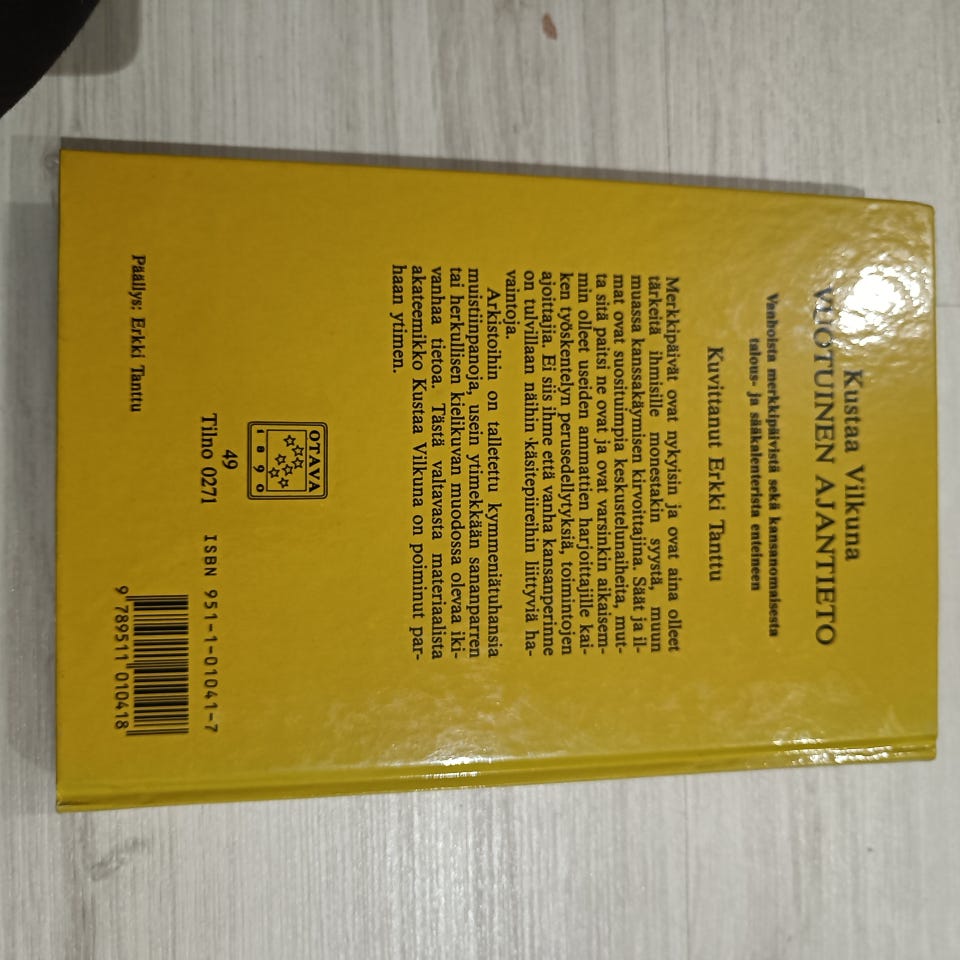 Kustaa Vilkuna
VUOTUINEN AJANTIETO
Vanhoista merkkipäivistä sekä kansanomaisesta
talous- ja sääkalenterista enteineen
Kuvittanut Erkki Tanttu
Merkkipäivät ovat nykyisin ja ovat aina olleet
tärkeitä ihmisille monestakin syystä, muun
muassa kanssakäymisen kirvoittajina. Säät ja il-
mat ovat suosituimpia keskustelunaiheita, mut-
ta sitä paitsi ne ovat ja ovat varsinkin aikaisem-
min olleet useiden ammattien harjoittajille kai-
ken työskentelyn perusedellytyksiä, toimintojen
ajoittajia. Ei siis ihme että vanha kansanperinne
on tulvillaan näihin käsitepiireihin liittyviä ha-
vaintoja.
Arkistoihin on talletettu kymmeniätuhansia
muistiinpanoja, usein ytimekkään sananparren
tai herkullisen kielikuvan muodossa olevaa iki-
vanhaa tietoa. Tästä valtavasta materiaalista
akateemikko Kustaa Vilkuna on poiminut par-
haan ytimen.
OTAVA
1890
49
Tilno 0271
ISBN 951-1-01041-7
9 789511 010418
Päällys: Erkki Tanttu